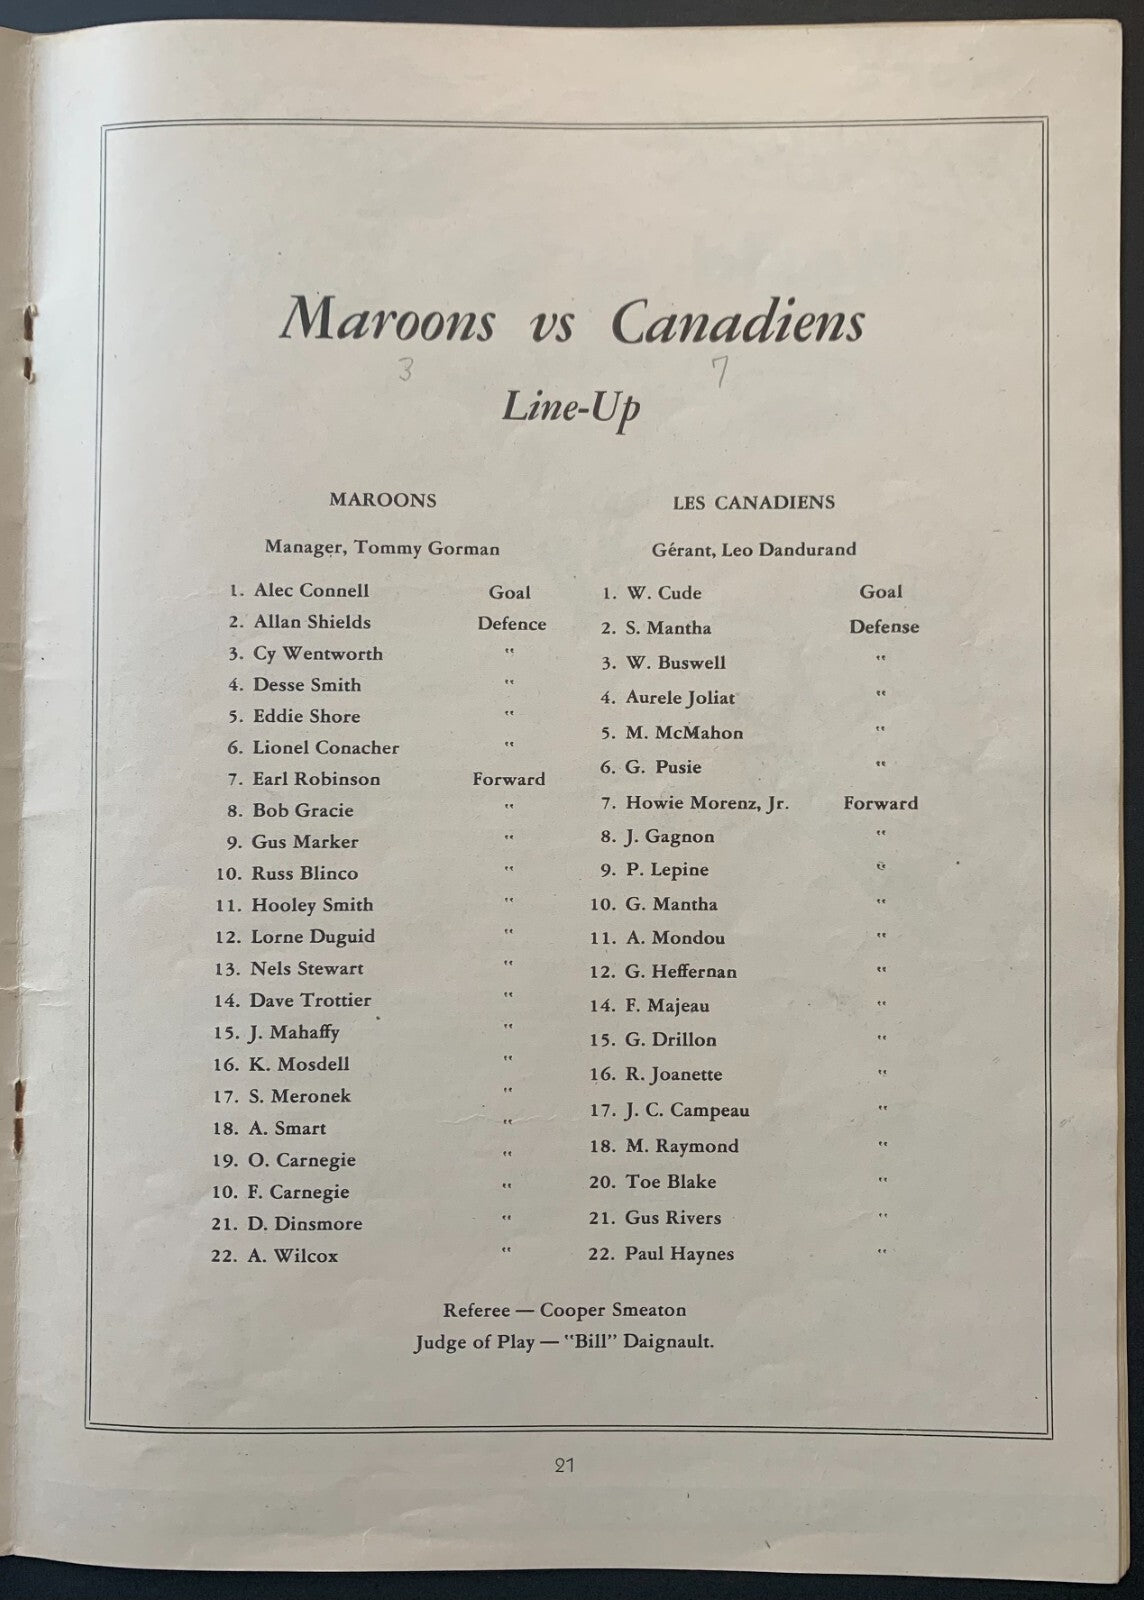 Maroons vs Canadiens
3 7
Line-Up
MAROONS
Manager, Tommy Gorman
1. Alec Connell Goal
2. Allan Shields Defence
3. Cy Wentworth "
4. Desse Smith "
5. Eddie Shore "
6. Lionel Conacher "
7. Earl Robinson Forward
8. Bob Gracie "
9. Gus Marker "
10. Russ Blinco "
11. Hooley Smith "
12. Lorne Duguid "
13. Nels Stewart "
14. Dave Trottier "
15. J. Mahaffy "
16. K. Mosdell "
17. S. Meronek "
18. A. Smart "
19. O. Carnegie "
10. F. Carnegie "
21. D. Dinsmore "
22. A. Wilcox "
LES CANADIENS
Gérant, Leo Dandurand
1. W. Cude Goal
2. S. Mantha Defense
3. W. Buswell "
4. Aurele Joliat "
5. M. McMahon "
6. G. Pusie "
7. Howie Morenz, Jr. Forward
8. J. Gagnon "
9. P. Lepine "
10. G. Mantha "
11. A. Mondou "
12. G. Heffernan "
14. F. Majeau "
15. G. Drillon "
16. R. Joanette "
17. J. C. Campeau "
18. M. Raymond "
20. Toe Blake "
21. Gus Rivers "
22. Paul Haynes "
Referee — Cooper Smeaton
Judge of Play — "Bill" Daignault.
21